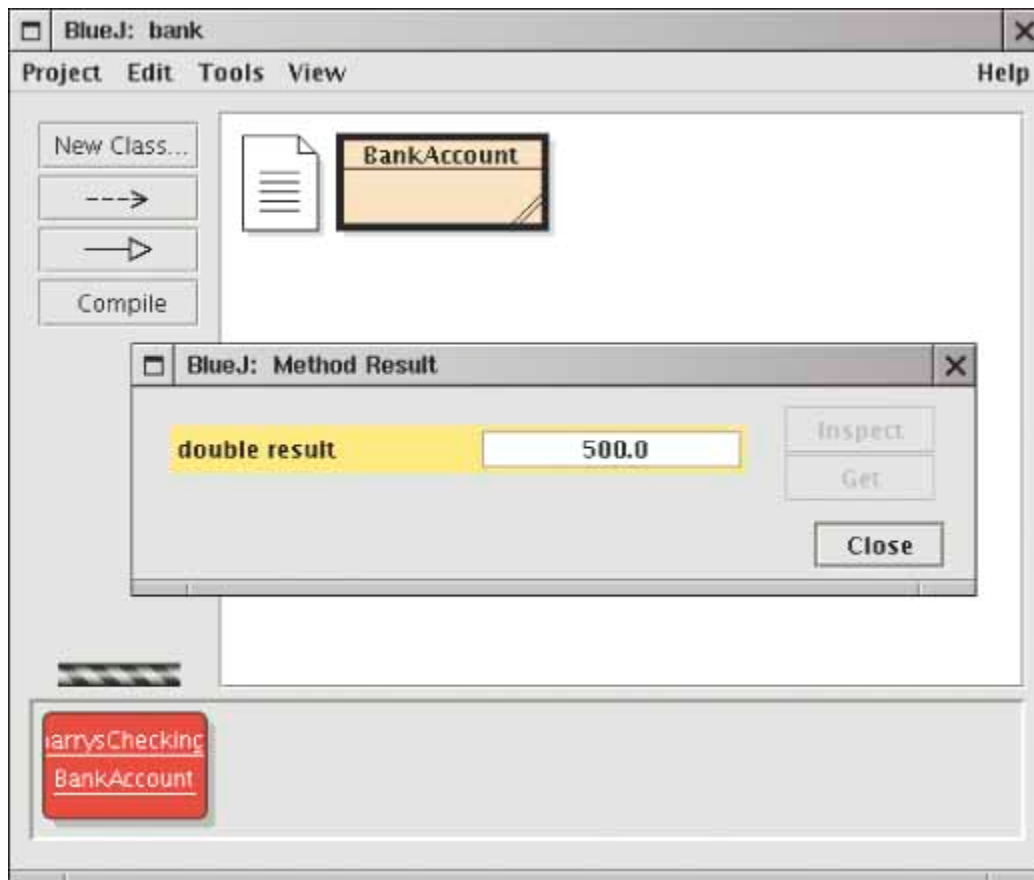 BlueJ: bank
Project Edit Tools View Help
New Class...
BankAccount
Compile
BlueJ: Method Result
double result 500.0
Inspect
Get
Close
arrysChecking
BankAccount